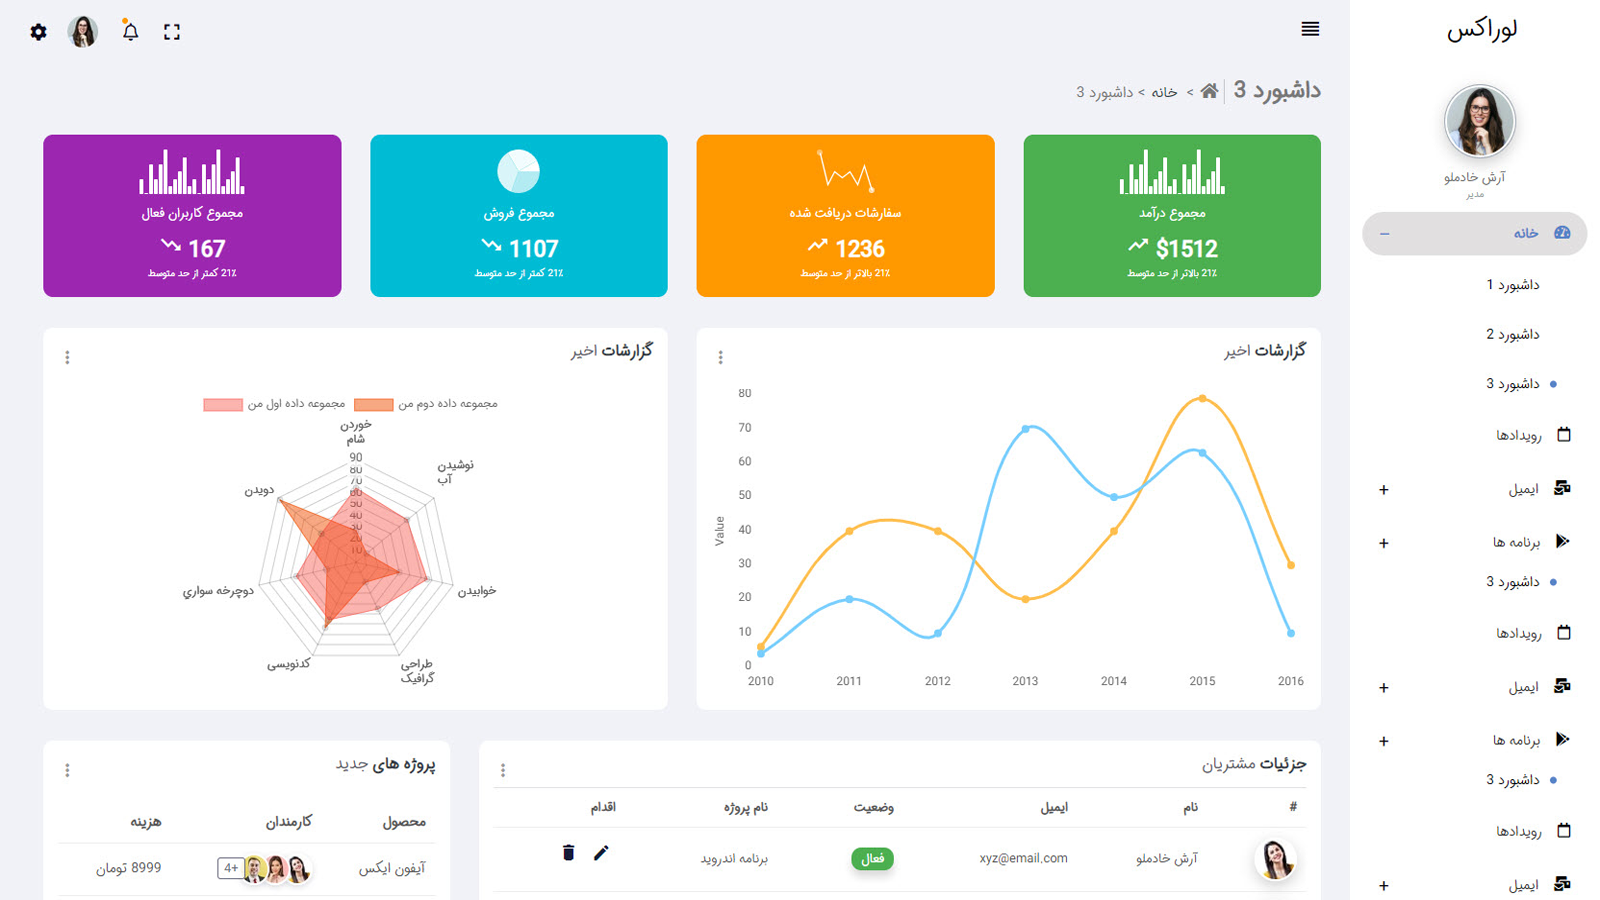 لوراکس
آرش خادملو
مدیر
خانه
داشبورد 1
داشبورد 2
داشبورد 3
رویدادها
ایمیل
برنامه ها
داشبورد 3
رویدادها
ایمیل
برنامه ها
داشبورد 3
رویدادها
ایمیل
داشبورد 3
خانه > داشبورد 3
مجموع درآمد
$1512
21% بالاتر از حد متوسط
سفارشات دریافت شده
1236
21% بالاتر از حد متوسط
مجموع فروش
1107
21% کمتر از حد متوسط
مجموع کاربران فعال
167
21% کمتر از حد متوسط
گزارشات اخیر
Value
80
70
60
50
40
30
20
10
0
2010 2011 2012 2013 2014 2015 2016
گزارشات اخیر
مجموعه داده دوم من
مجموعه داده اول من
خوردن
شام
نوشیدن
آب
خوابیدن
طراحی
گرافیک
کدنویسی
دوچرخه سواري
دویدن
90
80
70
60
50
40
30
20
10
جزئیات مشتریان
# نام ایمیل وضعیت نام پروژه اقدام
آرش خادملو xyz@email.com فعال برنامه اندروید
پروژه های جدید
محصول کارمندان هزینه
آیفون ایکس +4 8999 تومان